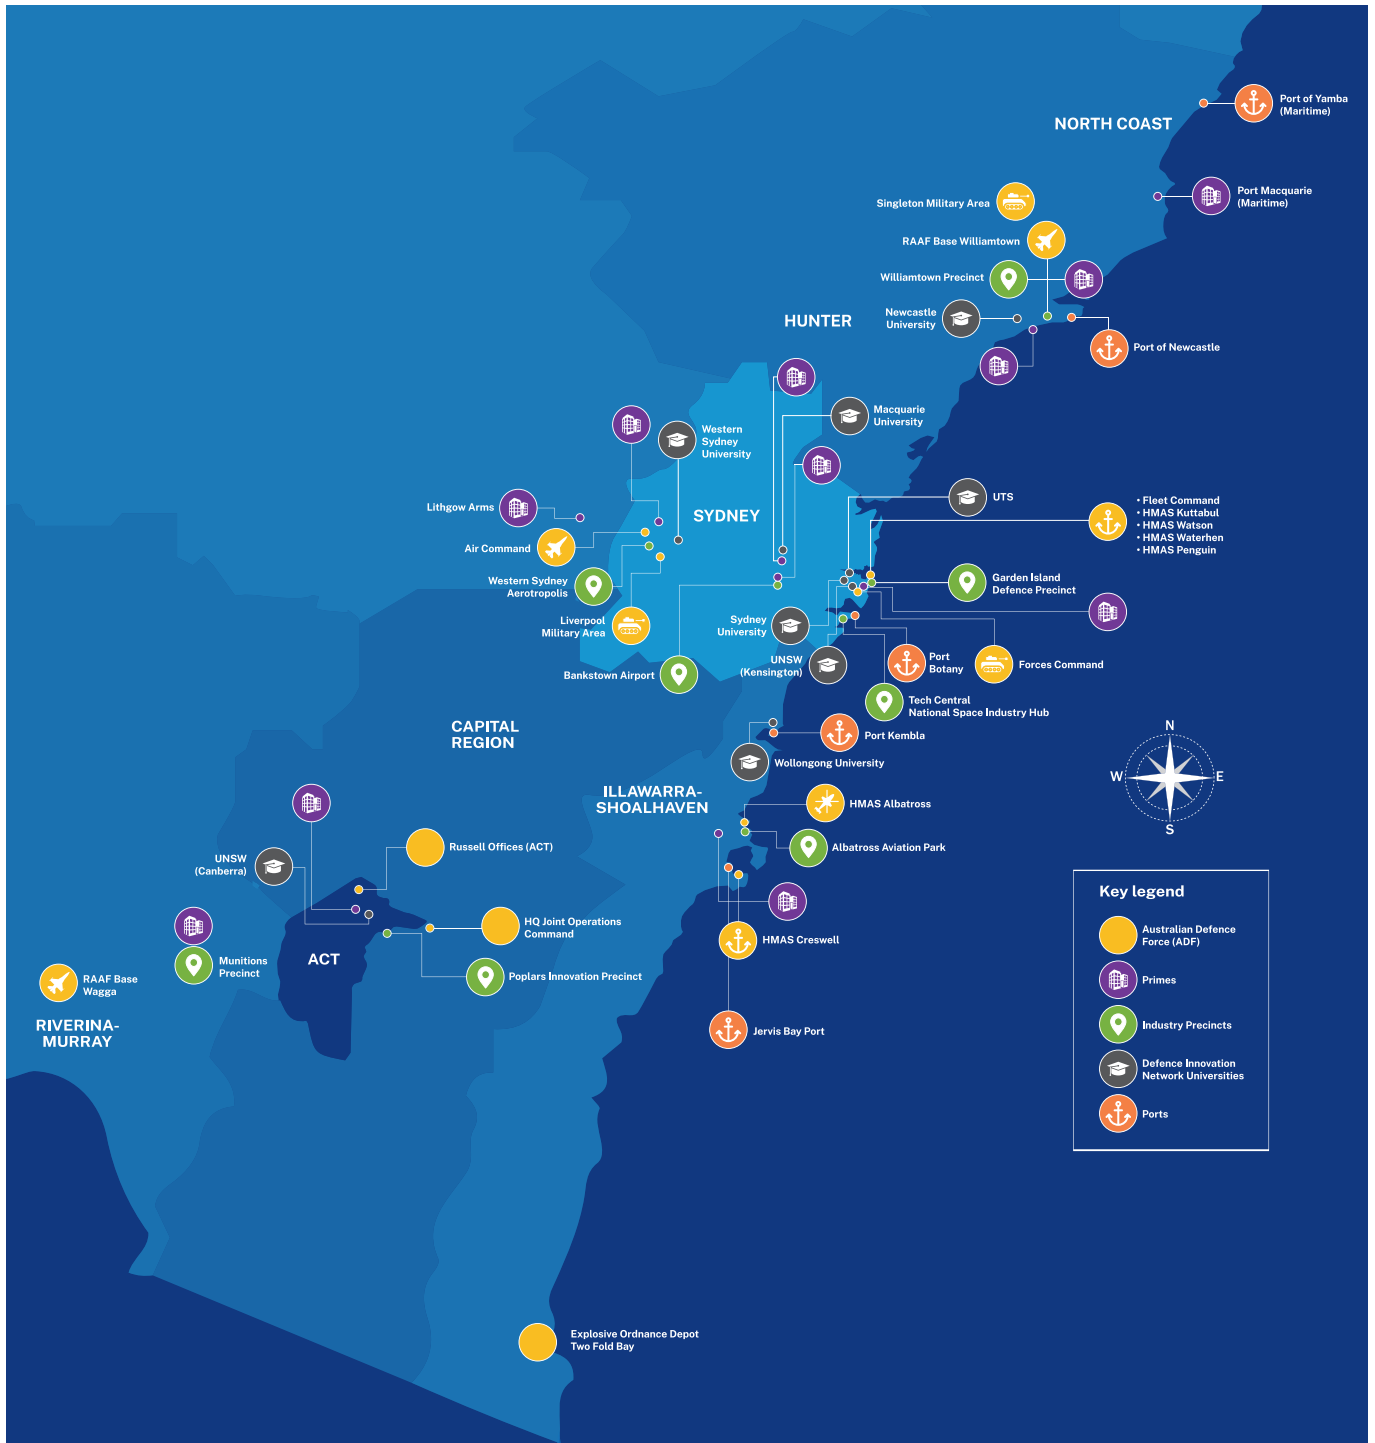 NORTH COAST
Port of Yamba
(Maritime)
Port Macquarie
(Maritime)
Singleton Military Area
RAAF Base Williamtown
Williamtown Precinct
Newcastle
University
HUNTER
Port of Newcastle
Macquarie
University
Western
Sydney
University
UTS
• Fleet Command
• HMAS Kuttabul
• HMAS Watson
• HMAS Waterhen
• HMAS Penguin
Lithgow Arms
SYDNEY
Air Command
Western Sydney
Aerotropolis
Garden Island
Defence Precinct
Liverpool
Military Area
Sydney
University
UNSW
(Kensington)
Port
Botany
Forces Command
Bankstown Airport
Tech Central
National Space Industry Hub
CAPITAL
REGION
Port Kembla
Wollongong University
N
W
E
S
ILLAWARRA-
SHOALHAVEN
HMAS Albatross
Albatross Aviation Park
Russell Offices (ACT)
UNSW
(Canberra)
HQ Joint Operations
Command
HMAS Creswell
ACT
Munitions
Precinct
Poplars Innovation Precinct
RAAF Base
Wagga
RIVERINA-
MURRAY
Jervis Bay Port
Key legend
Australian Defence
Force (ADF)
Primes
Industry Precincts
Defence Innovation
Network Universities
Ports
Explosive Ordnance Depot
Two Fold Bay